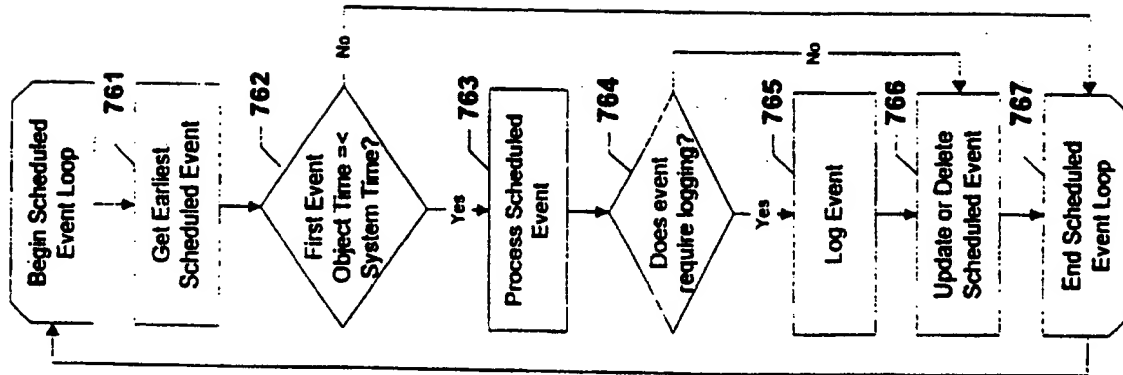 Begin Scheduled
Event Loop
761
Get Earliest
Scheduled Event
762
First Event
Object Time =<
System Time?
No
Yes
763
Process Scheduled
Event
764
Does event
require logging?
No
Yes
765
Log Event
766
Update or Delete
Scheduled Event
767
End Scheduled
Event Loop